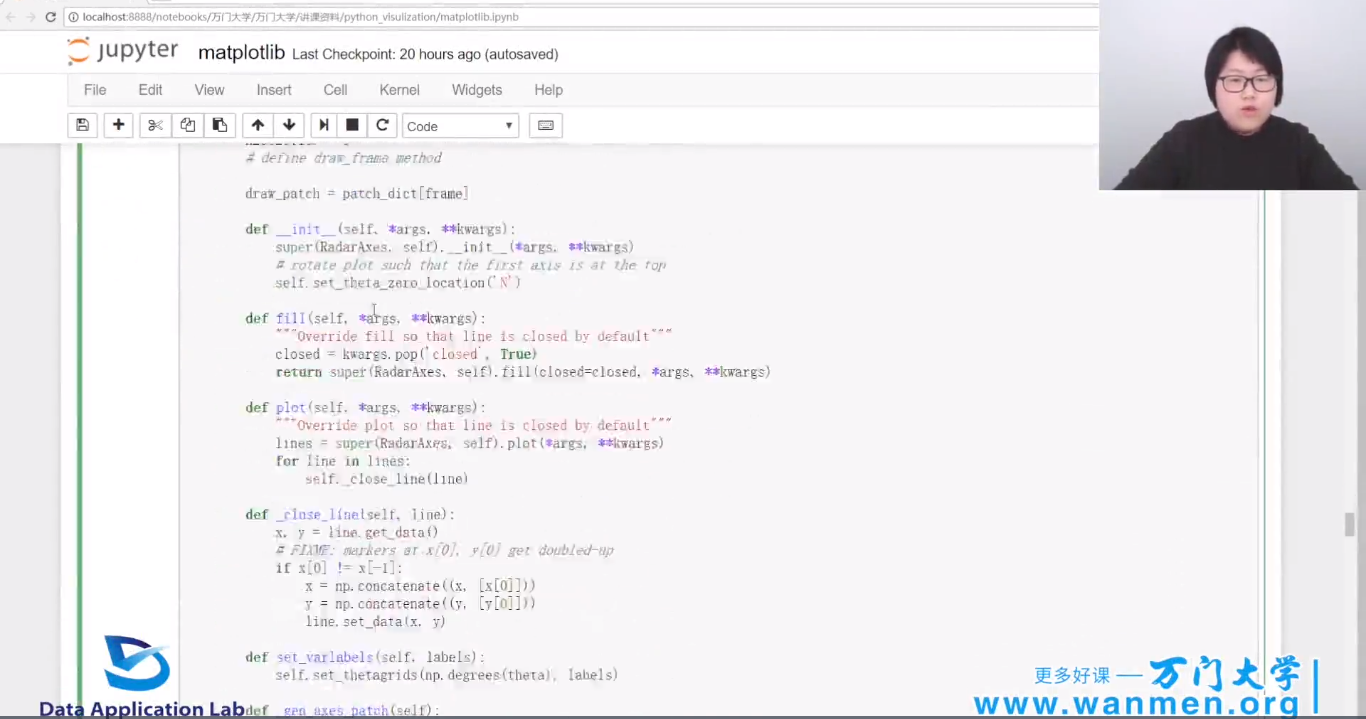 localhost:8888/notebooks/万门大学/万门大学/讲课资料/python_visulization/matplotlib.ipynb
jupyter matplotlib Last Checkpoint: 20 hours ago (autosaved)
File Edit View Insert Cell Kernel Widgets Help
Code
# define draw_frame method
draw_patch = patch_dict[frame]
def __init__(self, *args, **kwargs):
super(RadarAxes, self).__init__(*args, **kwargs)
# rotate plot such that the first axis is at the top
self.set_theta_zero_location('N')
def fill(self, *args, **kwargs):
"""Override fill so that line is closed by default"""
closed = kwargs.pop('closed', True)
return super(RadarAxes, self).fill(closed=closed, *args, **kwargs)
def plot(self, *args, **kwargs):
"""Override plot so that line is closed by default"""
lines = super(RadarAxes, self).plot(*args, **kwargs)
for line in lines:
self._close_line(line)
def _close_line(self, line):
x, y = line.get_data()
# FIXME: markers at x[0], y[0] get doubled-up
if x[0] != x[-1]:
x = np.concatenate((x, [x[0]]))
y = np.concatenate((y, [y[0]]))
line.set_data(x, y)
def set_varlabels(self, labels):
self.set_thetagrids(np.degrees(theta), labels)
def _gen_axes_patch(self):
Data Application Lab
更多好课 — 万门大学
www.wanmen.org